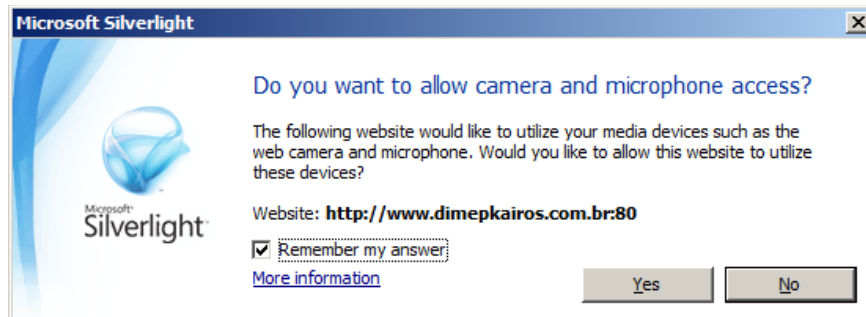 Microsoft Silverlight
Do you want to allow camera and microphone access?
The following website would like to utilize your media devices such as the
web camera and microphone. Would you like to allow this website to utilize
these devices?
Microsoft®
Silverlight
Website: http://www.dimepkairos.com.br:80
Remember my answer
More information
Yes
No